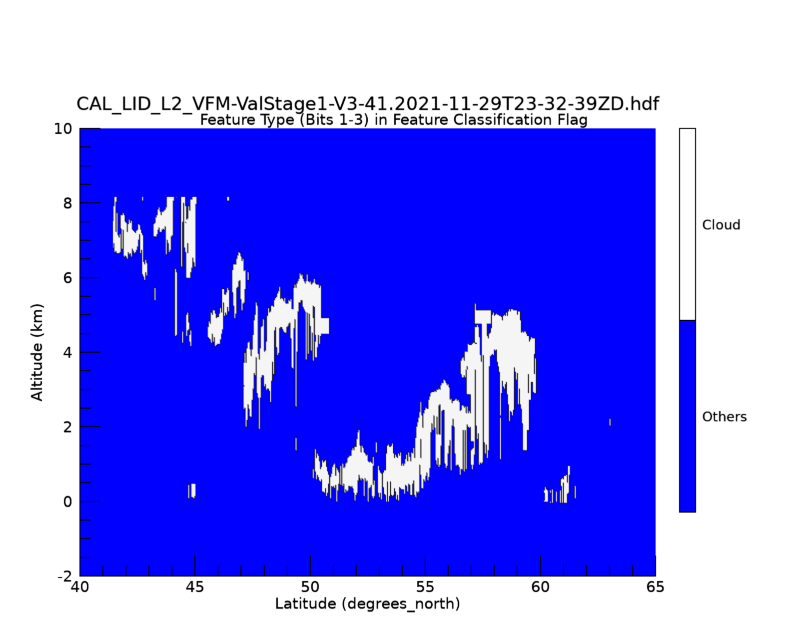 CAL_LID_L2_VFM-ValStage1-V3-41.2021-11-29T23-32-39ZD.hdf
Feature Type (Bits 1-3) in Feature Classification Flag
10
8
6
4
2
0
-2
Altitude (km)
40
45
50
55
60
65
Latitude (degrees_north)
Cloud
Others